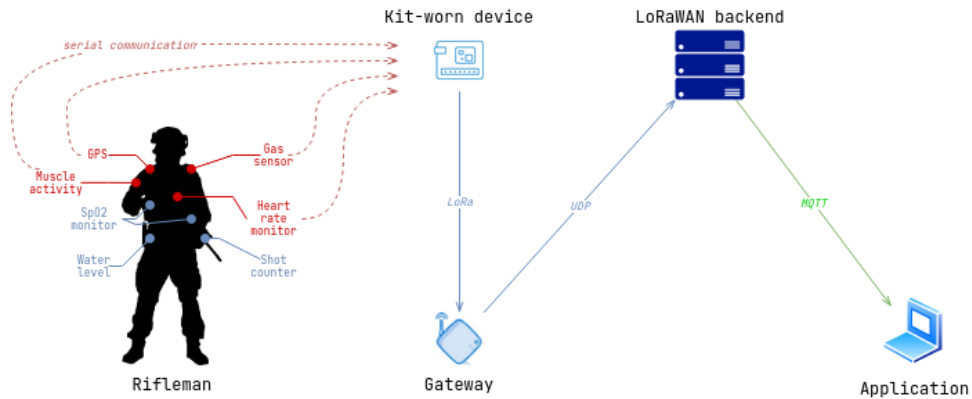 Kit-worn device
LoRaWAN backend
serial communication
GPS
Gas
sensor
Muscle
activity
SpO2
monitor
Heart
rate
monitor
Water
level
Shot
counter
LoRa
UDP
MQTT
Rifleman
Gateway
Application